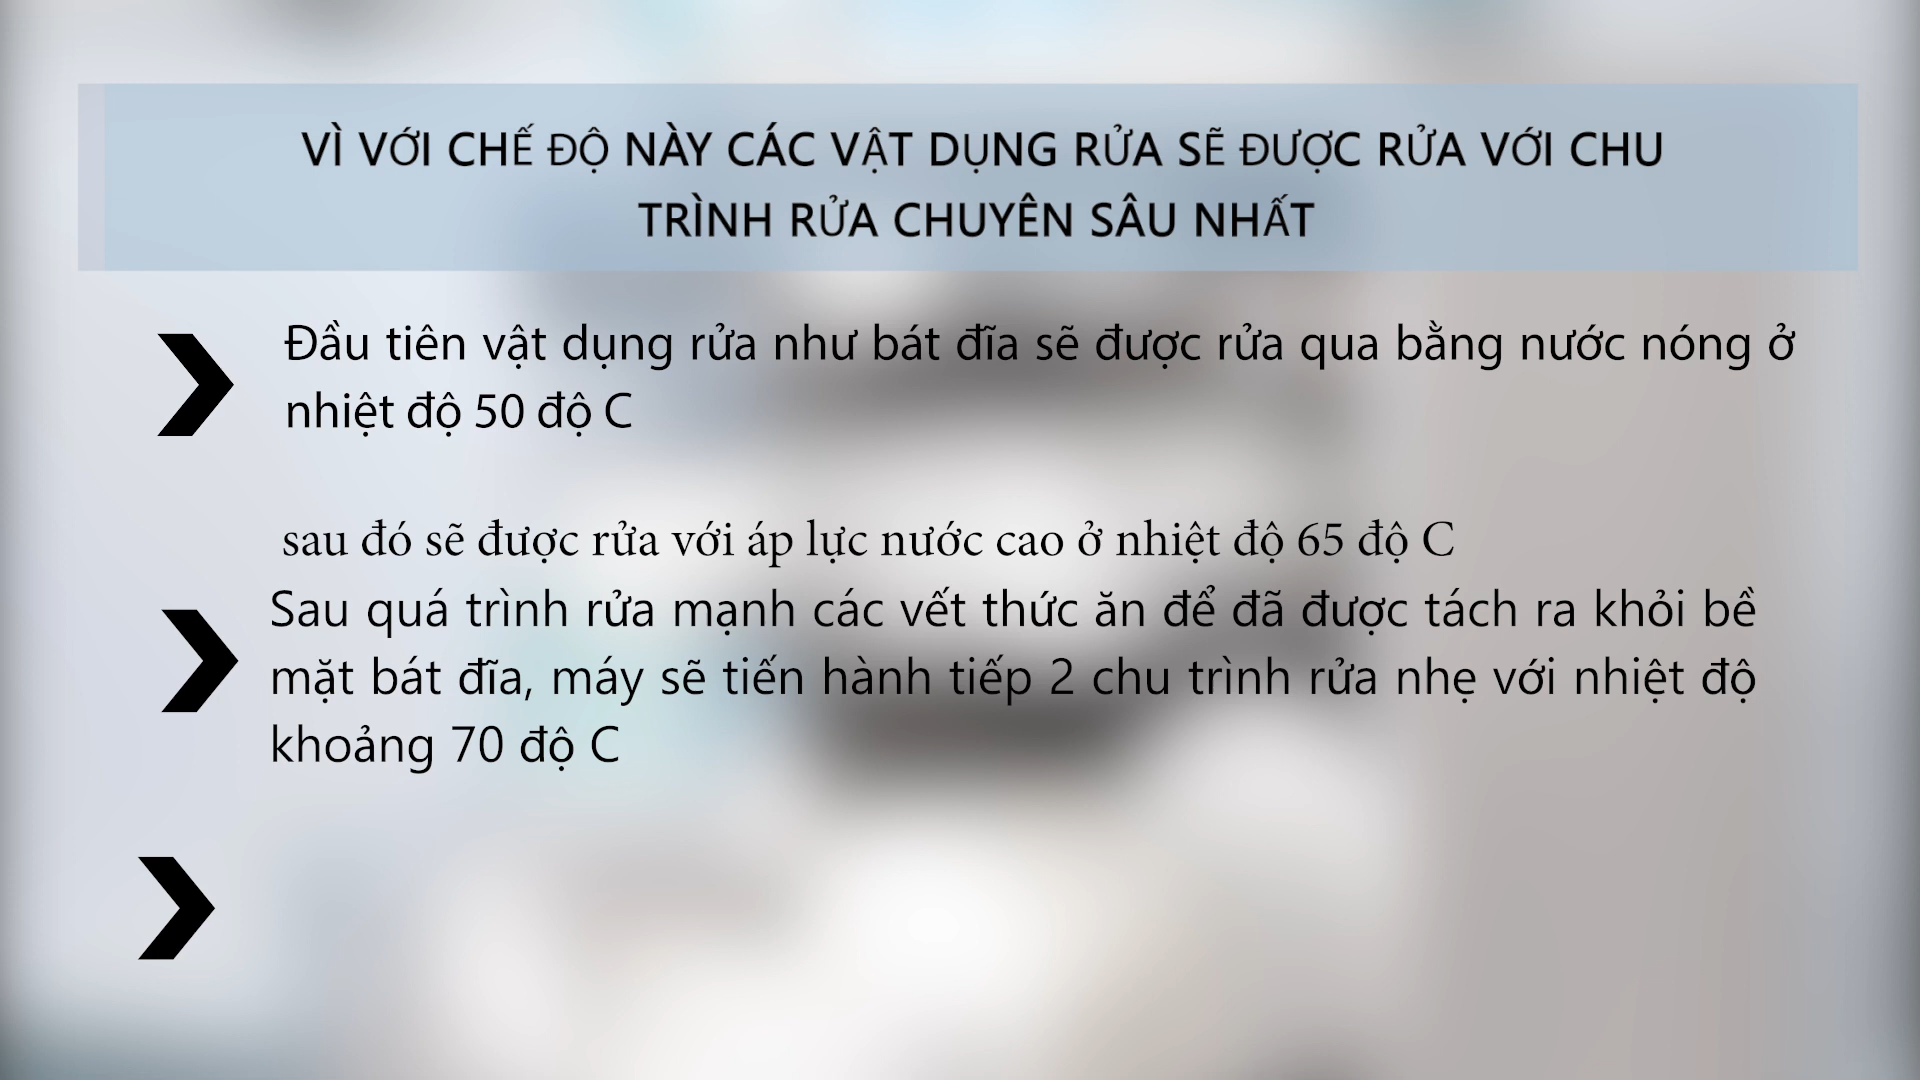 VÌ VỚI CHẾ ĐỘ NÀY CÁC VẬT DỤNG RỬA SẼ ĐƯỢC RỬA VỚI CHU
TRÌNH RỬA CHUYÊN SÂU NHẤT
Đầu tiên vật dụng rửa như bát đĩa sẽ được rửa qua bằng nước nóng ở
nhiệt độ 50 độ C
sau đó sẽ được rửa với áp lực nước cao ở nhiệt độ 65 độ C
Sau quá trình rửa mạnh các vết thức ăn để đã được tách ra khỏi bề
mặt bát đĩa, máy sẽ tiến hành tiếp 2 chu trình rửa nhẹ với nhiệt độ
khoảng 70 độ C